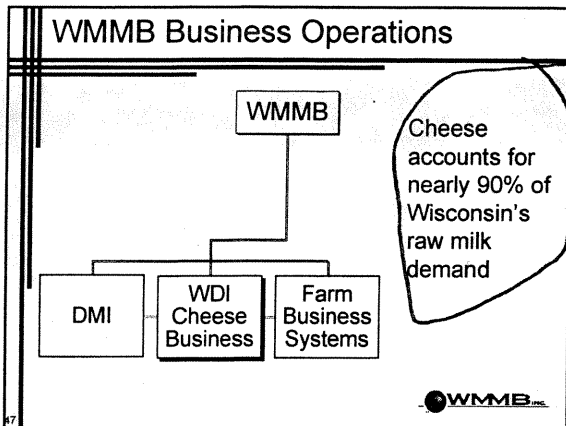 WMMB Business Operations
WMMB
Cheese
accounts for
nearly 90% of
Wisconsin's
raw milk
demand
DMI
WDI
Cheese
Business
Farm
Business
Systems
WMMB INC.
47